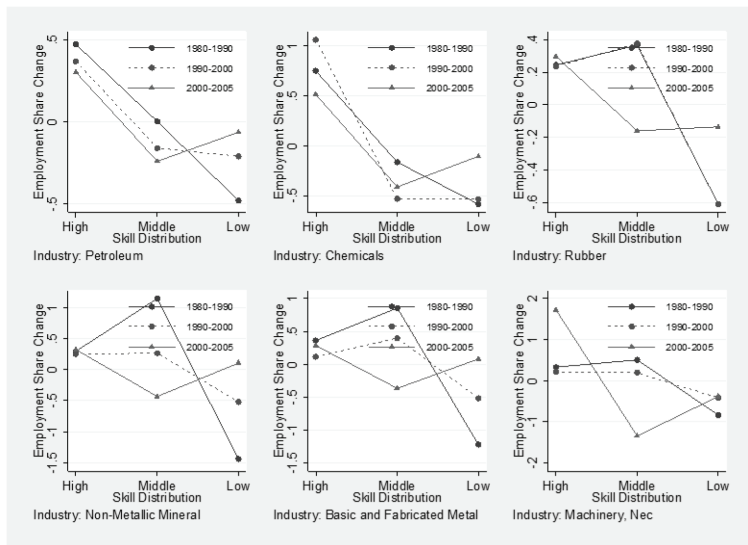 Employment Share Change
.5
0
-.5
1980-1990
1990-2000
2000-2005
High Middle Low
Skill Distribution
Industry: Petroleum
Employment Share Change
1
.5
0
-.5
1980-1990
1990-2000
2000-2005
High Middle Low
Skill Distribution
Industry: Chemicals
Employment Share Change
.4
.2
0
-.2
-.4
-.6
1980-1990
1990-2000
2000-2005
High Middle Low
Skill Distribution
Industry: Rubber
Employment Share Change
1
.5
0
-.5
-1
-1.5
1980-1990
1990-2000
2000-2005
High Middle Low
Skill Distribution
Industry: Non-Metallic Mineral
Employment Share Change
1
.5
0
-.5
-1
-1.5
1980-1990
1990-2000
2000-2005
High Middle Low
Skill Distribution
Industry: Basic and Fabricated Metal
Employment Share Change
2
1
0
-1
-2
1980-1990
1990-2000
2000-2005
High Middle Low
Skill Distribution
Industry: Machinery, Nec